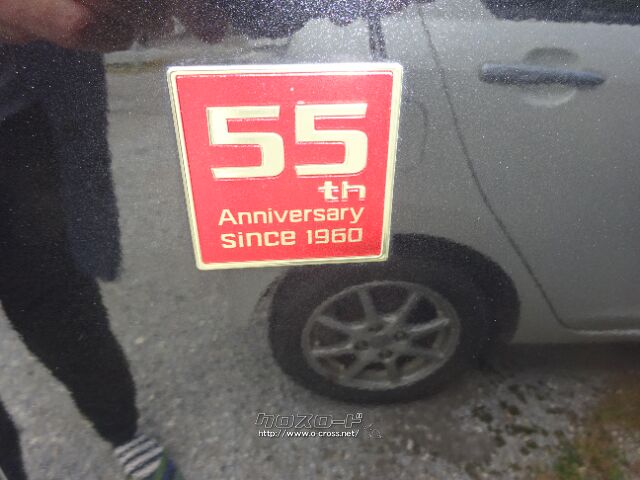 55
th
Anniversary
since 1960
クロスロード
http://www.o-cross.net/